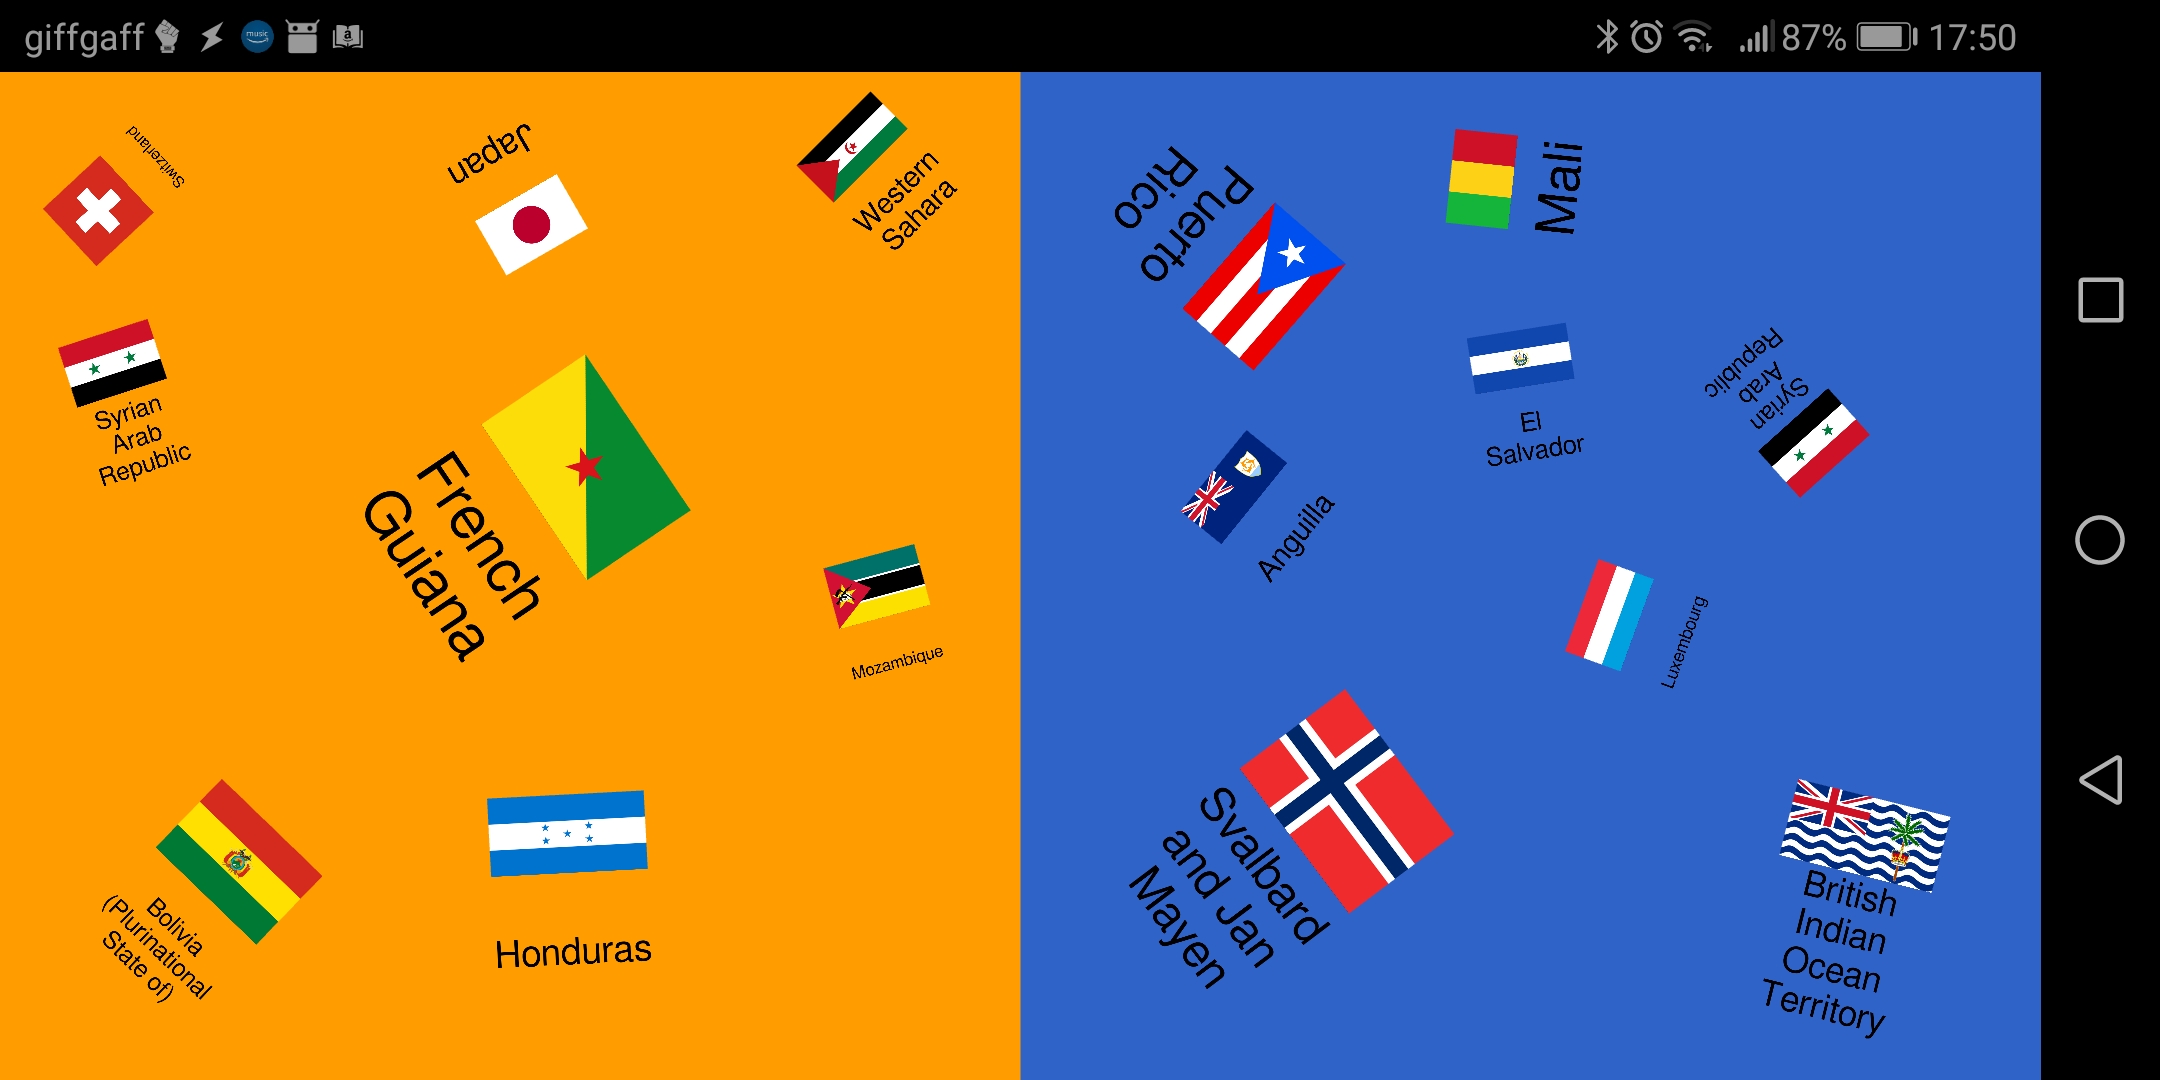 giffgaff
music
a
87%
17:50
Switzerland
Japan
Western
Sahara
Syrian
Arab
Republic
French
Guiana
Mozambique
Bolivia
(Plurinational
State of)
Honduras
Puerto
Rico
Mali
El
Salvador
Syrian
Arab
Republic
Anguilla
Luxembourg
Svalbard
and Jan
Mayen
British
Indian
Ocean
Territory